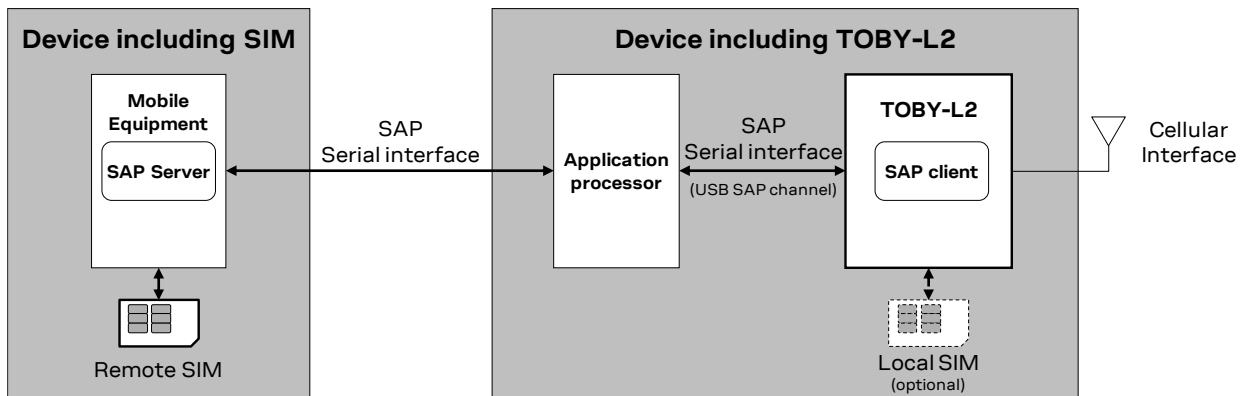 Device including SIM
Mobile
Equipment
SAP Server
Remote SIM
SAP
Serial interface
Device including TOBY-L2
Application
processor
SAP
Serial interface
(USB SAP channel)
TOBY-L2
SAP client
Local SIM
(optional)
Cellular
Interface